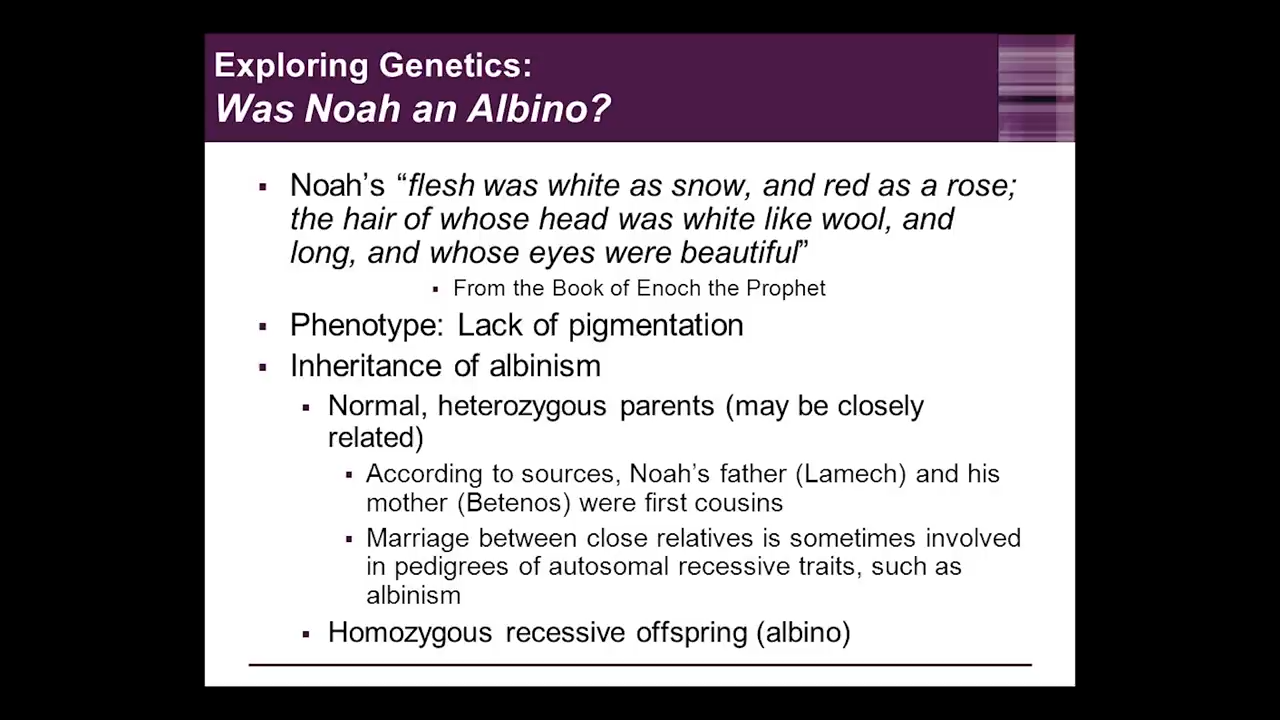 Exploring Genetics:
Was Noah an Albino?
▪ Noah’s “flesh was white as snow, and red as a rose;
the hair of whose head was white like wool, and
long, and whose eyes were beautiful”
▪ From the Book of Enoch the Prophet
▪ Phenotype: Lack of pigmentation
▪ Inheritance of albinism
▪ Normal, heterozygous parents (may be closely
related)
▪ According to sources, Noah’s father (Lamech) and his
mother (Betenos) were first cousins
▪ Marriage between close relatives is sometimes involved
in pedigrees of autosomal recessive traits, such as
albinism
▪ Homozygous recessive offspring (albino)